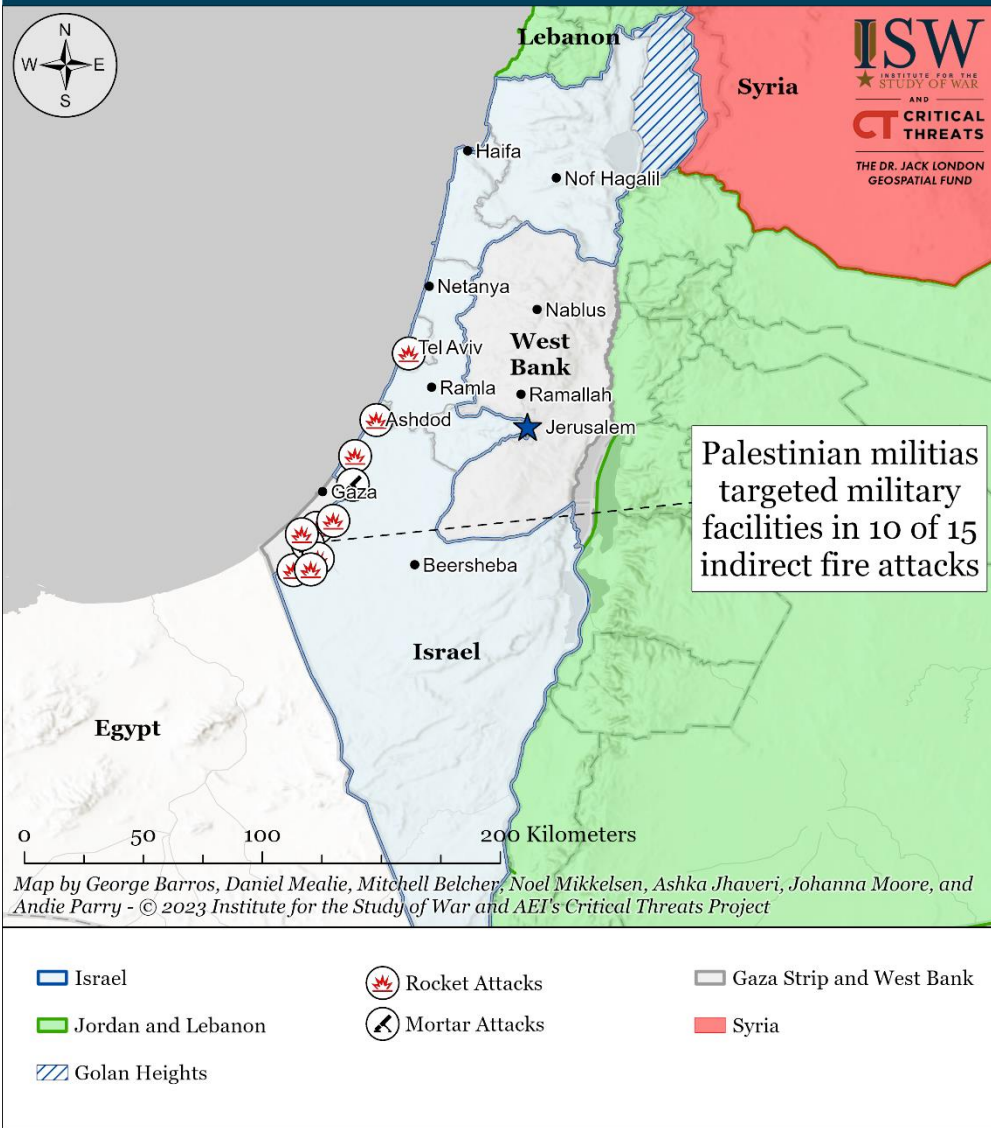 N
W E
S
Lebanon
Syria
ISW
INSTITUTE FOR THE
STUDY OF WAR
AND
CT CRITICAL
THREATS
THE DR. JACK LONDON
GEOSPATIAL FUND
Haifa
Nof Hagalil
Netanya
Nablus
West
Bank
Tel Aviv
Ramla
Ramallah
Ashdod
Jerusalem
Gaza
Palestinian militias
targeted military
facilities in 10 of 15
indirect fire attacks
Beersheba
Israel
Egypt
0 50 100 200 Kilometers
Map by George Barros, Daniel Mealie, Mitchell Belcher, Noel Mikkelsen, Ashka Jhaveri, Johanna Moore, and
Andie Parry - © 2023 Institute for the Study of War and AEI's Critical Threats Project
Israel
Rocket Attacks
Gaza Strip and West Bank
Jordan and Lebanon
Mortar Attacks
Syria
Golan Heights